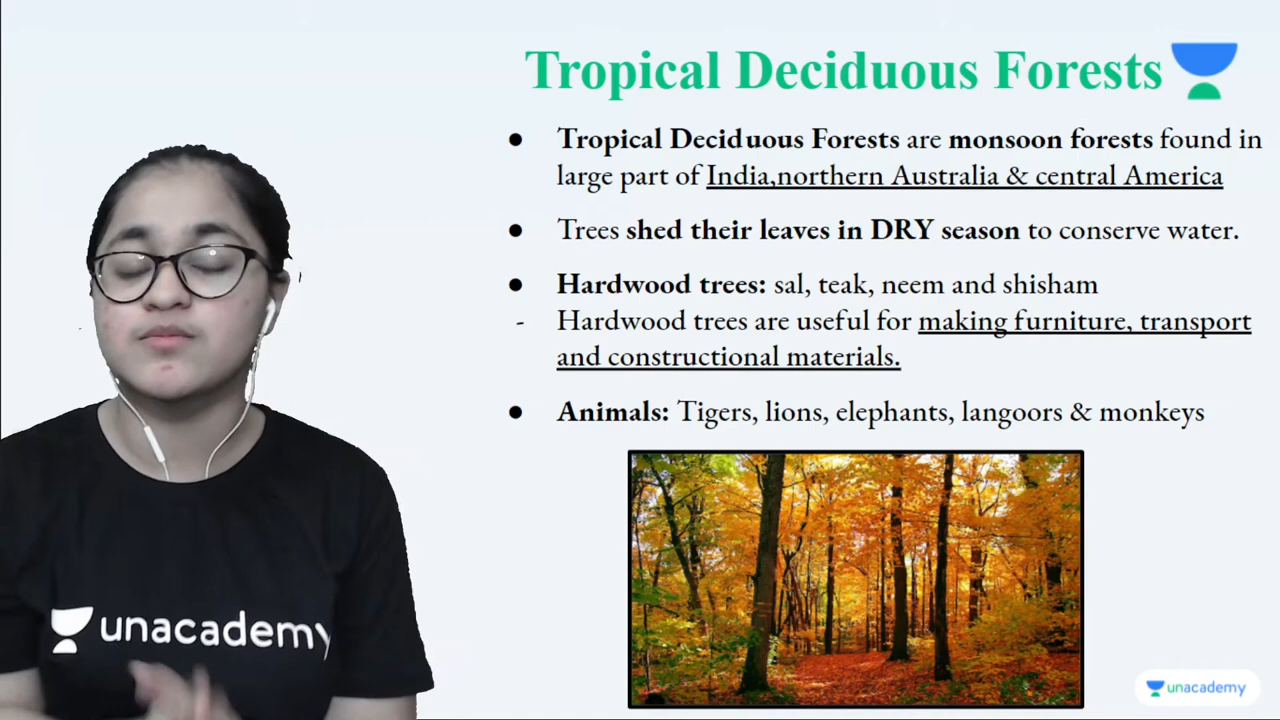 Tropical Deciduous Forests
● Tropical Deciduous Forests are monsoon forests found in
large part of India,northern Australia & central America
● Trees shed their leaves in DRY season to conserve water.
● Hardwood trees: sal, teak, neem and shisham
- Hardwood trees are useful for making furniture, transport
and constructional materials.
● Animals: Tigers, lions, elephants, langoors & monkeys
unacademy
unacademy